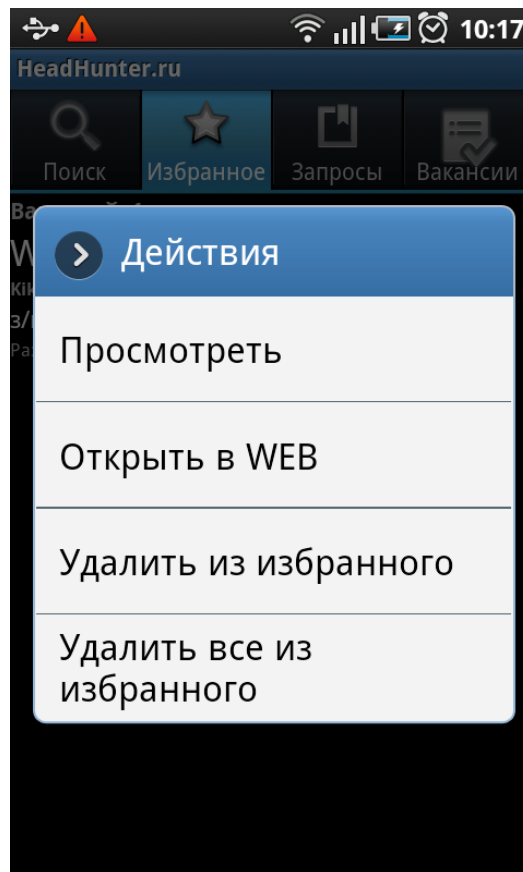 10:17
HeadHunter.ru
Поиск Избранное Запросы Вакансии
Действия
Просмотреть
Открыть в WEB
Удалить из избранного
Удалить все из
избранного